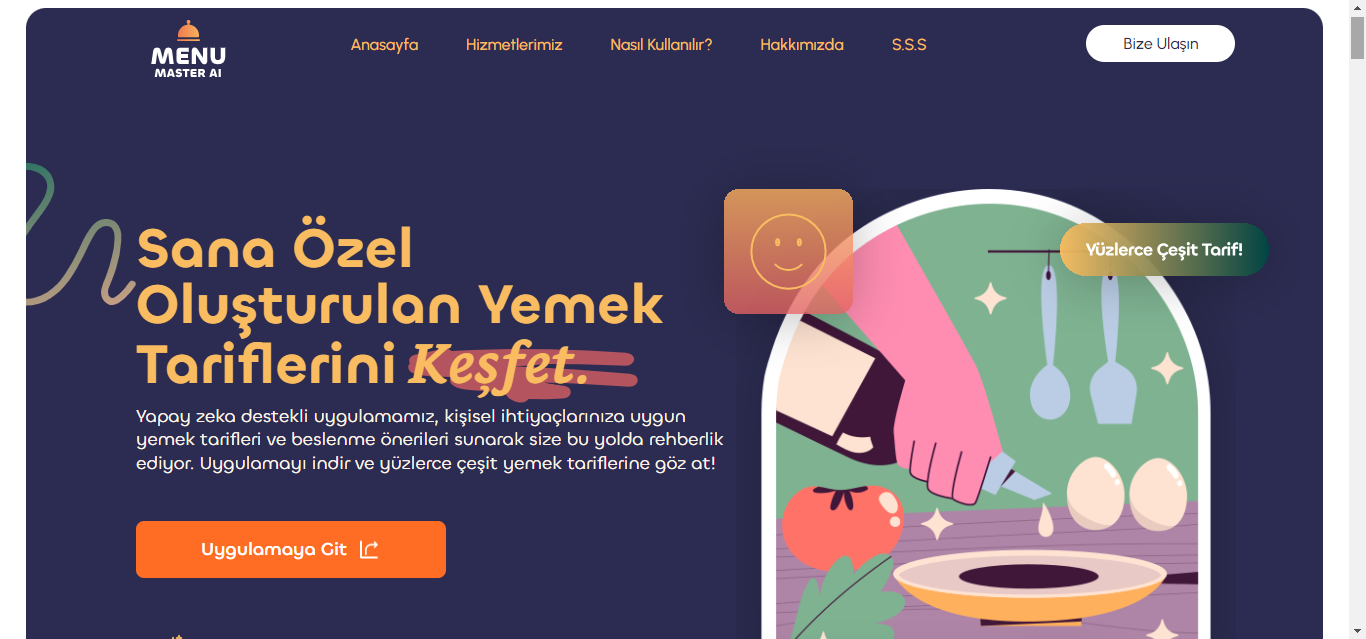 MENU
MASTER AI
Anasayfa
Hizmetlerimiz
Nasıl Kullanılır?
Hakkımızda
S.S.S
Bize Ulaşın
Sana Özel
Oluşturulan Yemek
Tariflerini Keşfet.
Yüzlerce Çeşit Tarif!
Yapay zeka destekli uygulamamız, kişisel ihtiyaçlarınıza uygun
yemek tarifleri ve beslenme önerileri sunarak size bu yolda rehberlik
ediyor. Uygulamayı indir ve yüzlerce çeşit yemek tariflerine göz at!
Uygulamaya Git